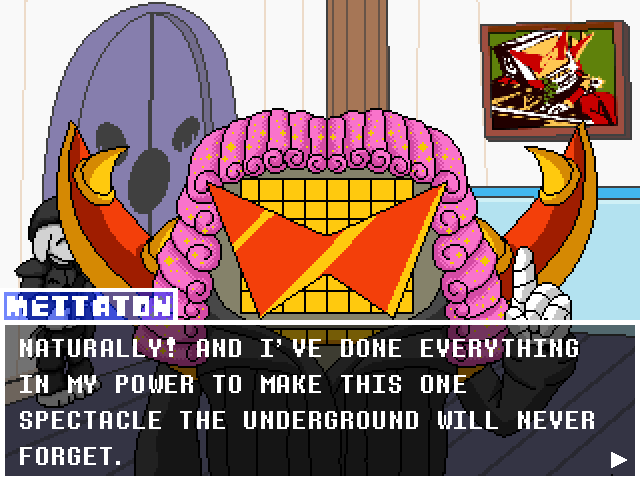 METTATON
NATURALLY! AND I'VE DONE EVERYTHING
IN MY POWER TO MAKE THIS ONE
SPECTACLE THE UNDERGROUND WILL NEVER
FORGET.